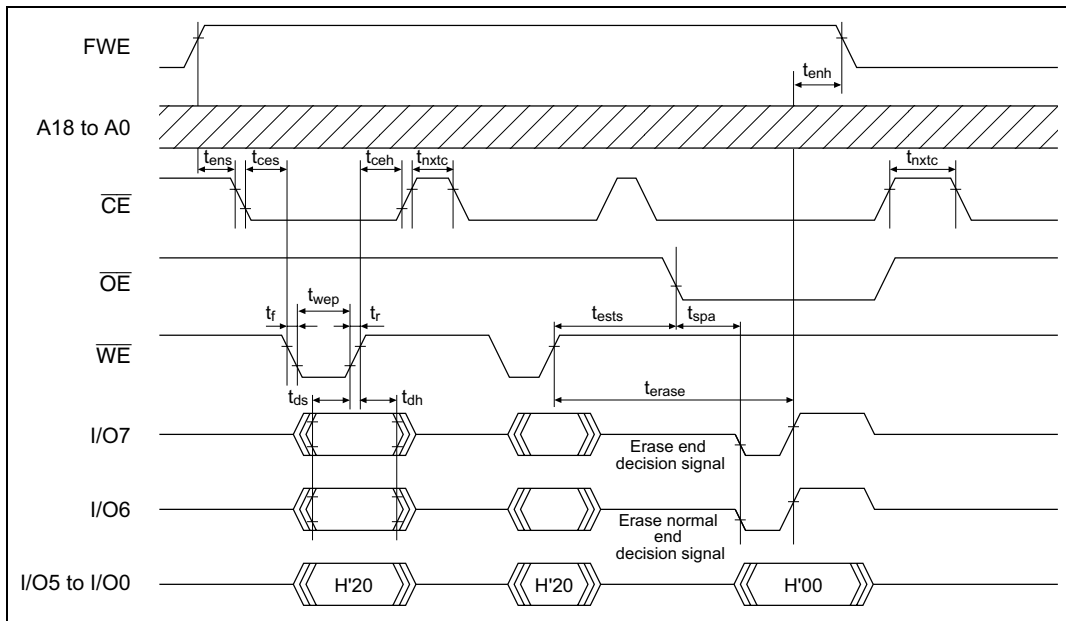 FWE
t_enh
A18 to A0
t_ens t_ces t_ceh t_nxtc t_nxtc
CE
OE
t_f t_wep t_r t_ests t_spa
WE
t_ds t_dh t_erase
I/O7
Erase end
decision signal
I/O6
Erase normal
end
decision signal
I/O5 to I/O0 H'20 H'20 H'00